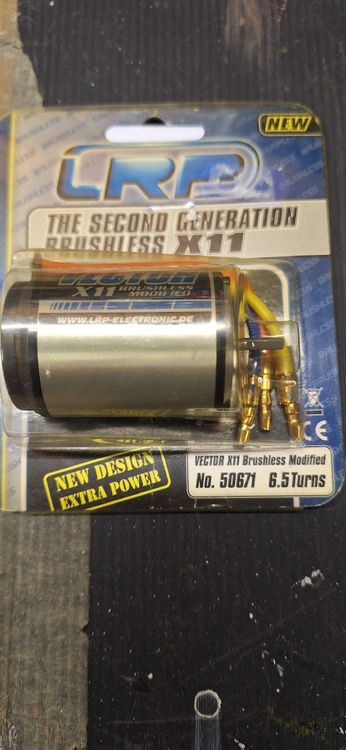 NEW
LRP
THE SECOND GENERATION
BRUSHLESS X11
VECTOR
X11 BRUSHLESS
MODIFIED
WWW.LRP-ELECTRONIC.DE
NEW DESIGN
EXTRA POWER
CE
VECTOR X11 Brushless Modified
No. 50671 6.5Turns
BRUSHLESS